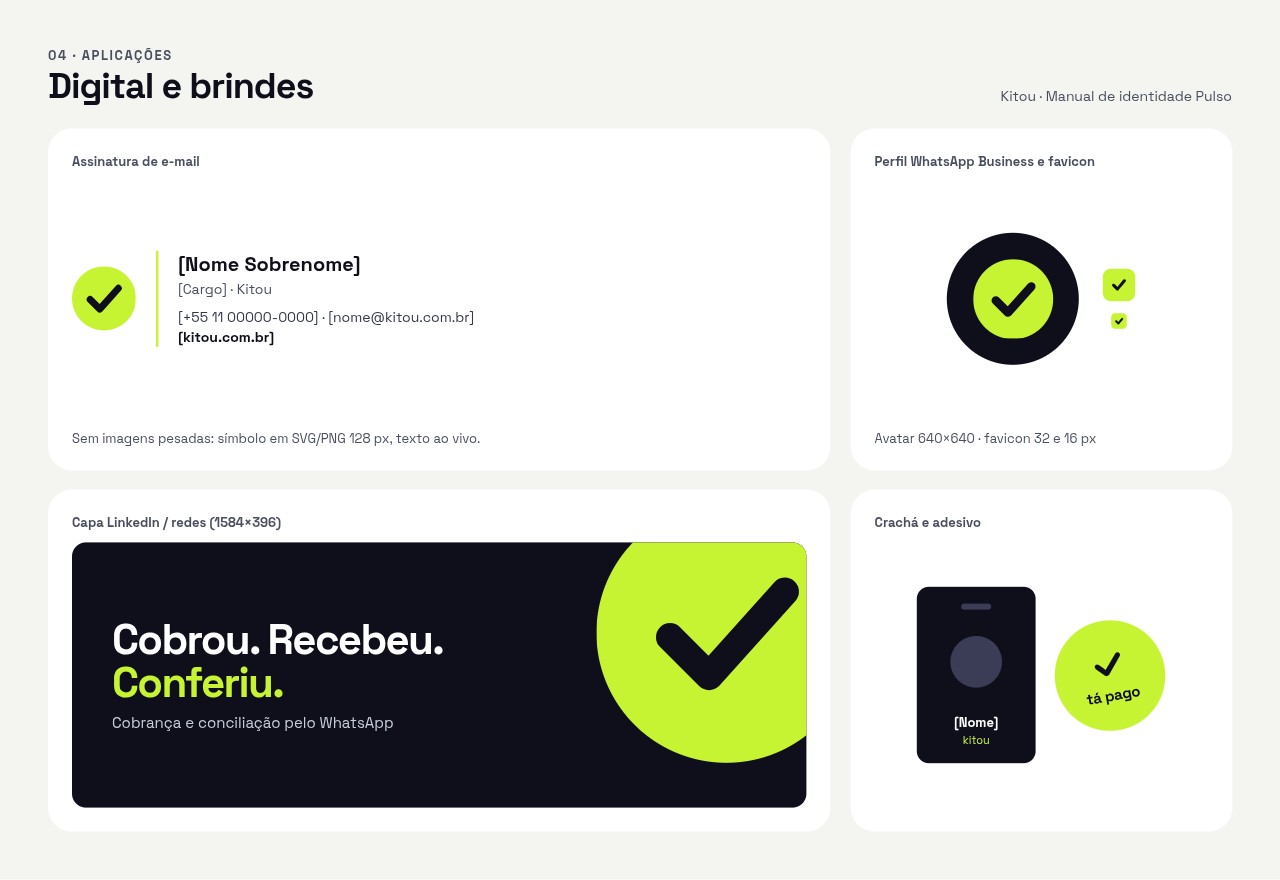 04 · APLICAÇÕES
Digital e brindes
Kitou · Manual de identidade Pulso
Assinatura de e-mail
[Nome Sobrenome]
[Cargo] · Kitou
[+55 11 00000-0000] · [nome@kitou.com.br]
[kitou.com.br]
Sem imagens pesadas: símbolo em SVG/PNG 128 px, texto ao vivo.
Perfil WhatsApp Business e favicon
Avatar 640×640 · favicon 32 e 16 px
Capa LinkedIn / redes (1584×396)
Cobrou. Recebeu.
Conferiu.
Cobrança e conciliação pelo WhatsApp
Crachá e adesivo
[Nome]
kitou
tá pago